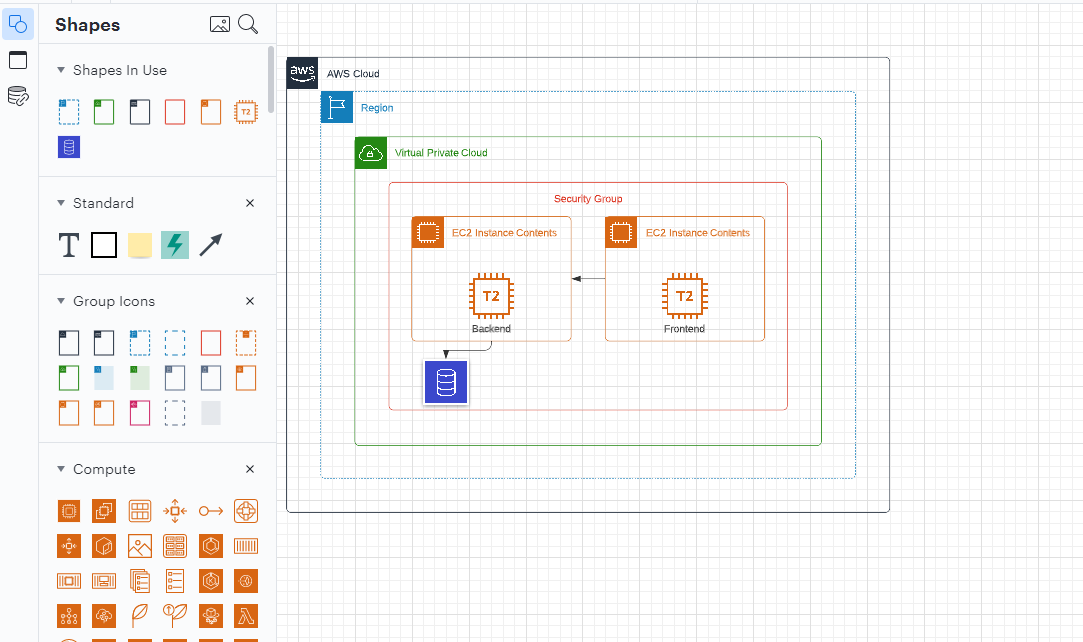 Shapes
Shapes In Use
T2
Standard
T
Group Icons
Compute
aws
AWS Cloud
Region
Virtual Private Cloud
Security Group
EC2 Instance Contents
EC2 Instance Contents
T2
T2
Backend
Frontend